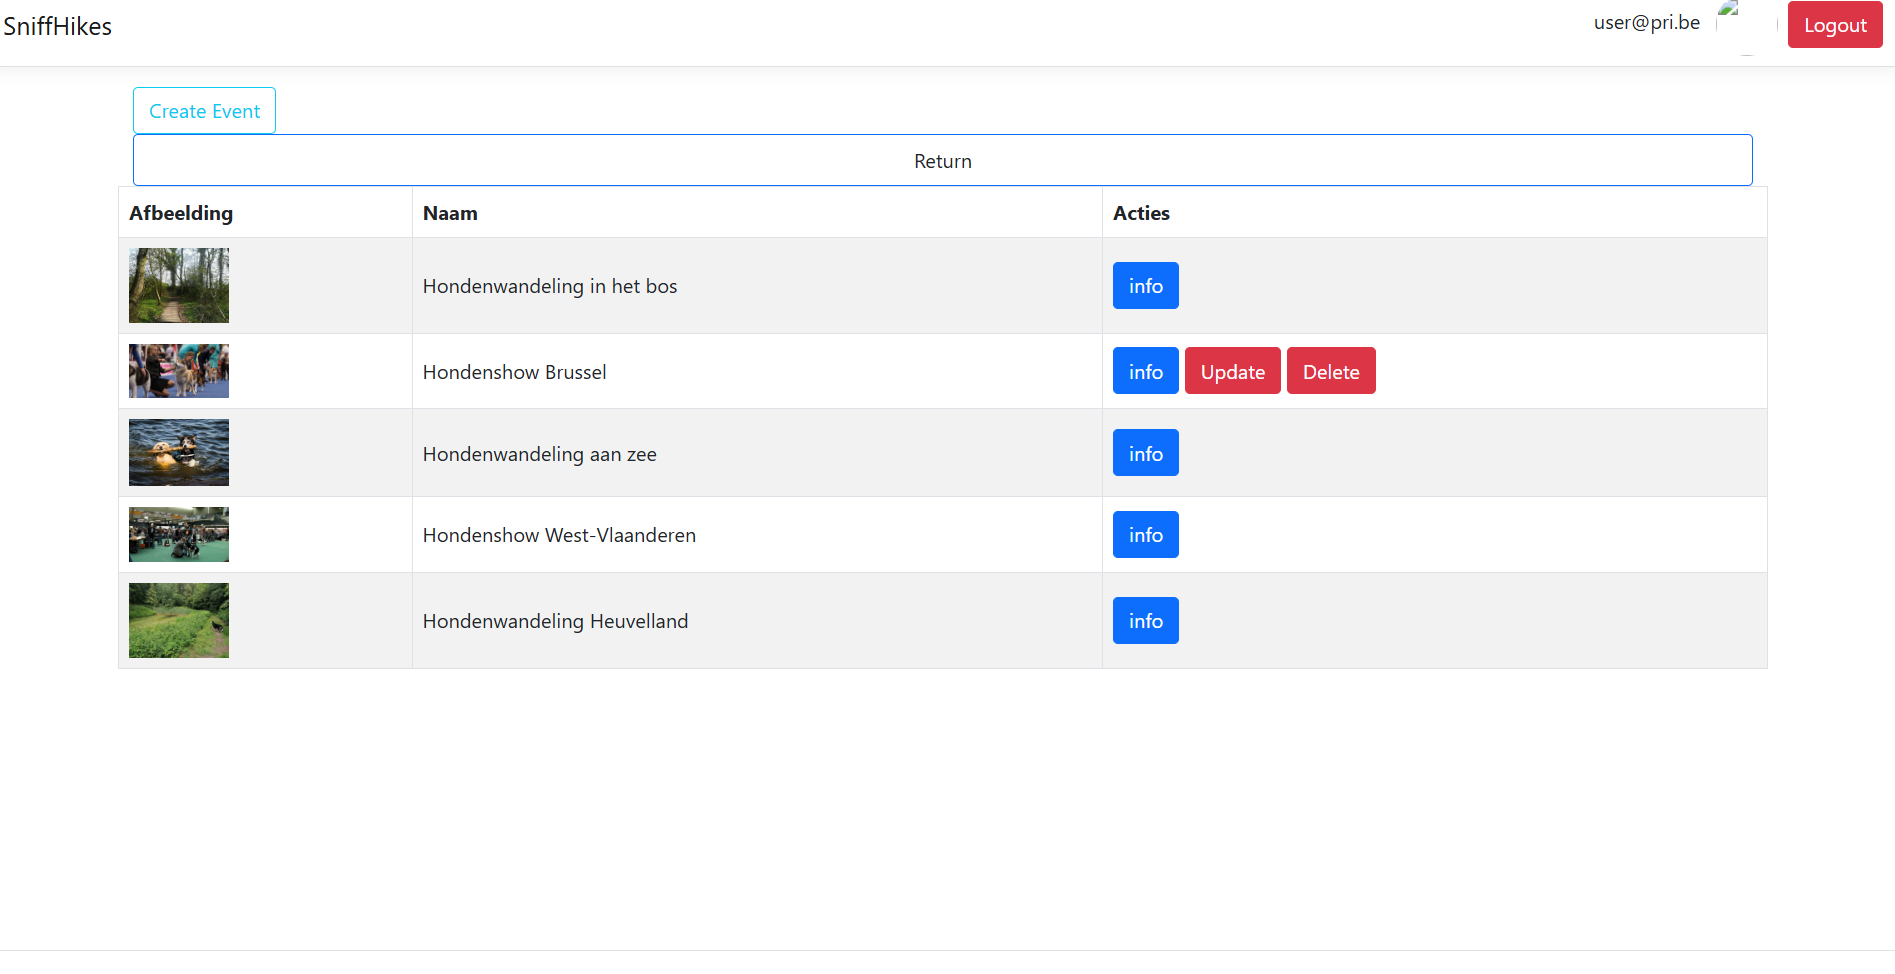 SniffHikes user@pri.be Logout
Create Event
Return
Afbeelding Naam Acties
Hondenwandeling in het bos info
Hondenshow Brussel info Update Delete
Hondenwandeling aan zee info
Hondenshow West-Vlaanderen info
Hondenwandeling Heuvelland info